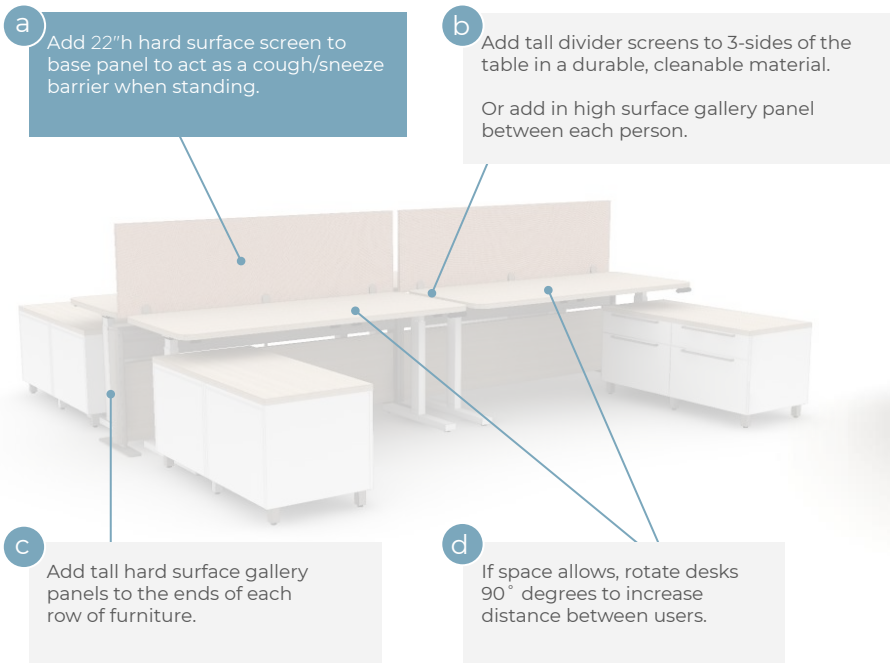 a
Add 22"h hard surface screen to
base panel to act as a cough/sneeze
barrier when standing.
b
Add tall divider screens to 3-sides of the
table in a durable, cleanable material.
Or add in high surface gallery panel
between each person.
c
Add tall hard surface gallery
panels to the ends of each
row of furniture.
d
If space allows, rotate desks
90˚ degrees to increase
distance between users.